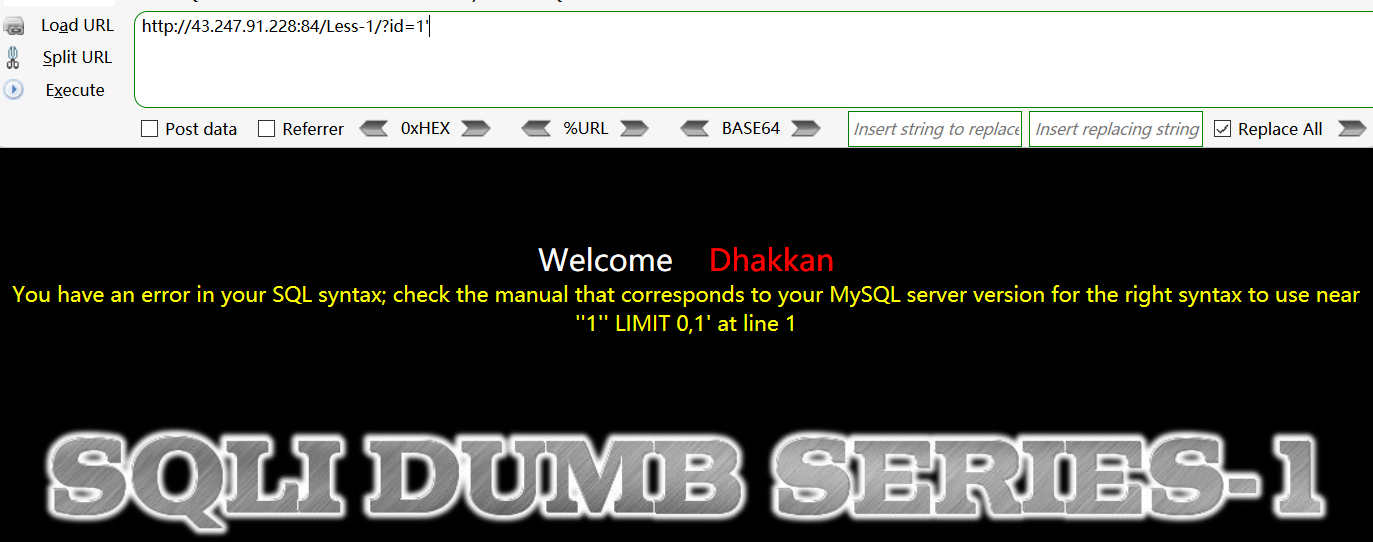 Load URL
http://43.247.91.228:84/Less-1/?id=1'
Split URL
Execute
Post data Referrer 0xHEX %URL BASE64 Insert string to replace Insert replacing string Replace All
Welcome Dhakkan
You have an error in your SQL syntax; check the manual that corresponds to your MySQL server version for the right syntax to use near
''1'' LIMIT 0,1' at line 1
SQLI DUMB SERIES-1